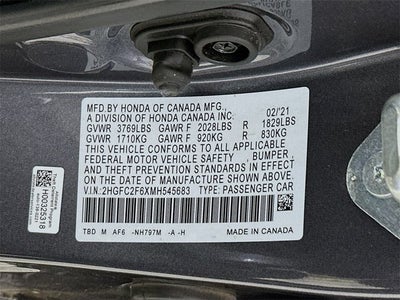 MFD.BY HONDA OF CANADA MFG.,
A DIVISION OF HONDA CANADA INC. 02/21
GVWR 3769LBS GAWR F 2028LBS R 1829LBS
GVWR 1710KG GAWR F 920KG R 830KG
THIS VEHICLE CONFORMS TO ALL APPLICABLE
FEDERAL MOTOR VEHICLE SAFETY , BUMPER ,
AND THEFT PREVENTION STANDARDS IN EFFECT ON
THE DATE OF MANUFACTURE SHOWN ABOVE.
V.I.N:2HGFC2F6XMH545683 TYPE:PASSENGER CAR
TBD M AF6 -NH797M -A -H MADE IN CANADA